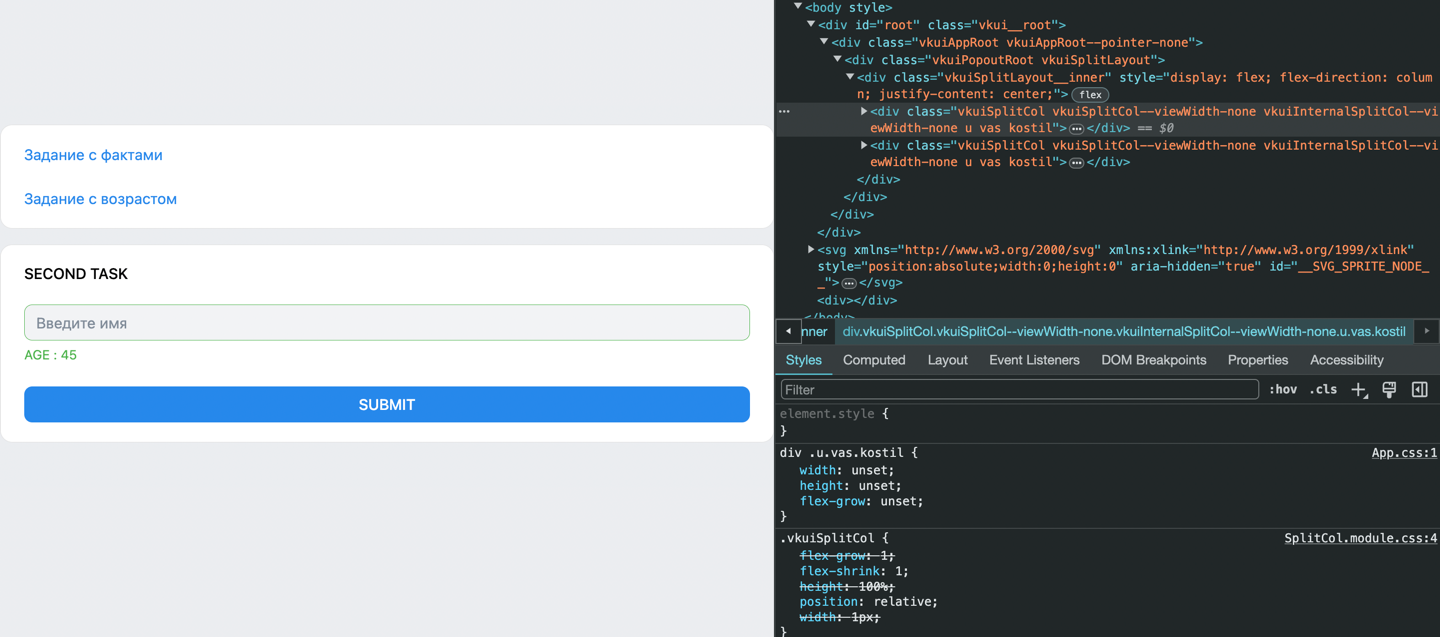 Задание с фактами
Задание с возрастом
SECOND TASK
Введите имя
AGE : 45
SUBMIT
<body style>
<div id="root" class="vkui__root">
<div class="vkuiAppRoot vkuiAppRoot--pointer-none">
<div class="vkuiPopoutRoot vkuiSplitLayout">
<div class="vkuiSplitLayout__inner" style="display: flex; flex-direction: colum
n; justify-content: center;"> flex
... <div class="vkuiSplitCol vkuiSplitCol--viewWidth-none vkuiInternalSplitCol--vi
ewWidth-none u vas kostil">...</div> == $0
<div class="vkuiSplitCol vkuiSplitCol--viewWidth-none vkuiInternalSplitCol--vi
ewWidth-none u vas kostil">...</div>
</div>
</div>
</div>
</div>
<svg xmlns="http://www.w3.org/2000/svg" xmlns:xlink="http://www.w3.org/1999/xlink"
style="position:absolute;width:0;height:0" aria-hidden="true" id="__SVG_SPRITE_NODE_
_">...</svg>
<div></div>
</body>
nner div.vkuiSplitCol.vkuiSplitCol--viewWidth-none.vkuiInternalSplitCol--viewWidth-none.u.vas.kostil
Styles Computed Layout Event Listeners DOM Breakpoints Properties Accessibility
Filter :hov .cls
element.style {
}
div .u.vas.kostil { App.css:1
width: unset;
height: unset;
flex-grow: unset;
}
.vkuiSplitCol { SplitCol.module.css:4
flex-grow: 1;
flex-shrink: 1;
height: 100%;
position: relative;
width: 1px;
}